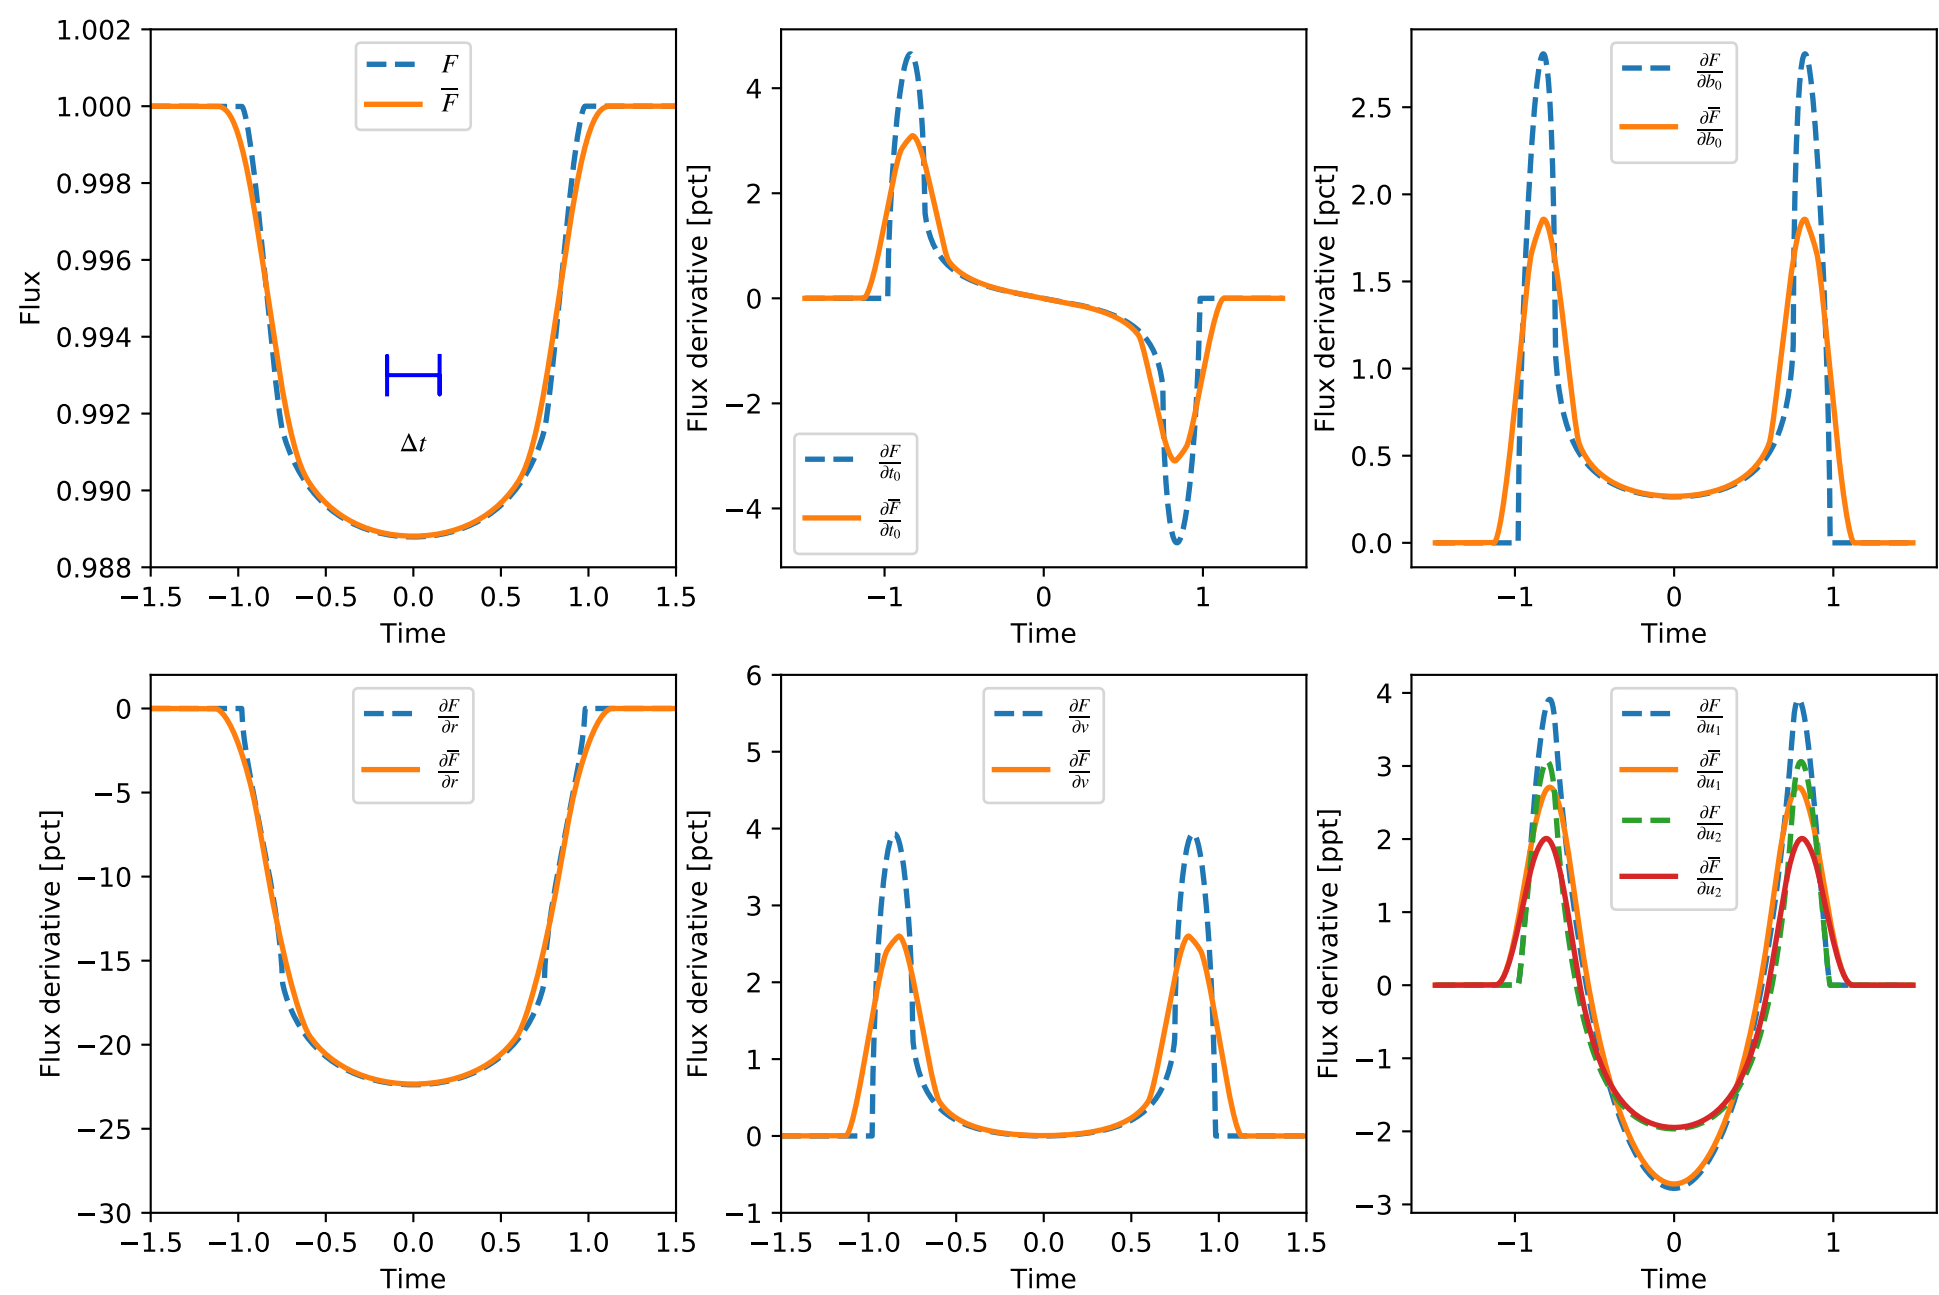 1.002
1.000
0.998
0.996
0.994
0.992
0.990
0.988
Flux
F
F̅
Δt
−1.5 −1.0 −0.5 0.0 0.5 1.0 1.5
Time
4
2
0
−2
−4
Flux derivative [pct]
∂F/∂t₀
∂F̅/∂t₀
−1 0 1
Time
2.5
2.0
1.5
1.0
0.5
0.0
Flux derivative [pct]
∂F/∂b₀
∂F̅/∂b₀
−1 0 1
Time
0
−5
−10
−15
−20
−25
−30
Flux derivative [pct]
∂F/∂r
∂F̅/∂r
−1.5 −1.0 −0.5 0.0 0.5 1.0 1.5
Time
6
5
4
3
2
1
0
−1
Flux derivative [pct]
∂F/∂v
∂F̅/∂v
−1.5 −1.0 −0.5 0.0 0.5 1.0 1.5
Time
4
3
2
1
0
−1
−2
−3
Flux derivative [ppt]
∂F/∂u₁
∂F̅/∂u₁
∂F/∂u₂
∂F̅/∂u₂
−1 0 1
Time